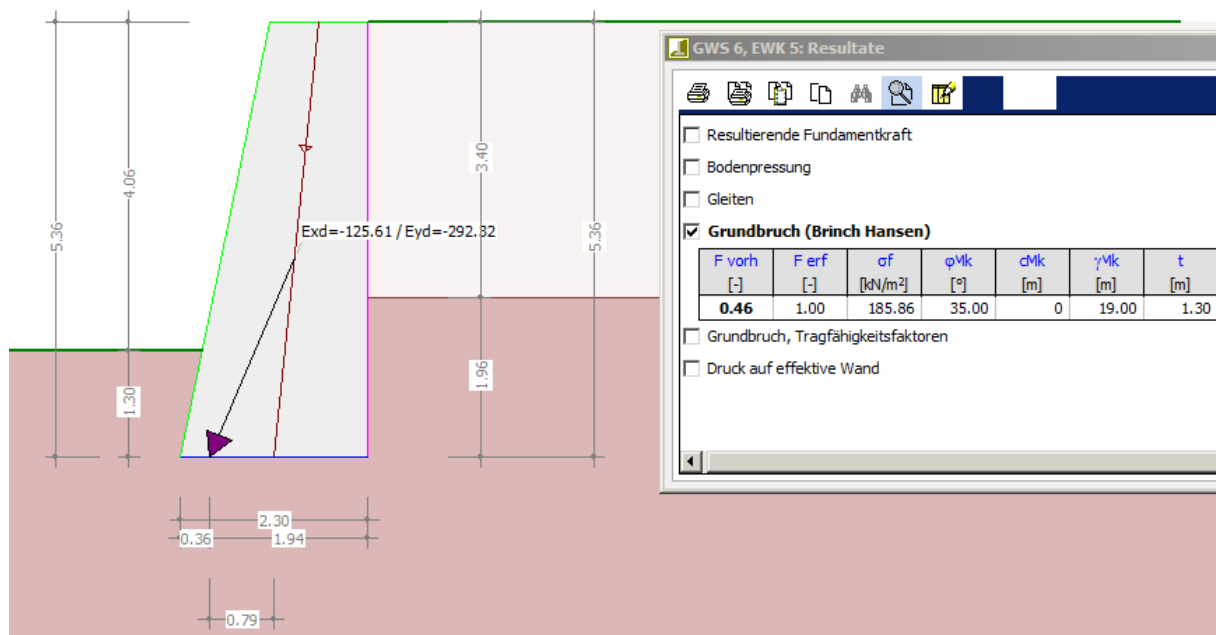 5.36
4.06
1.30
Exd=-125.61 / Eyd=-292.32
3.40
1.96
5.36
2.30
0.36
1.94
0.79
GWS 6, EWK 5: Resultate
Resultierende Fundamentkraft
Bodenpressung
Gleiten
Grundbruch (Brinch Hansen)
F vorh F erf σf φMk cMk γMk t
[-] [-] [kN/m²] [°] [m] [m] [m]
0.46 1.00 185.86 35.00 0 19.00 1.30
Grundbruch, Tragfähigkeitsfaktoren
Druck auf effektive Wand